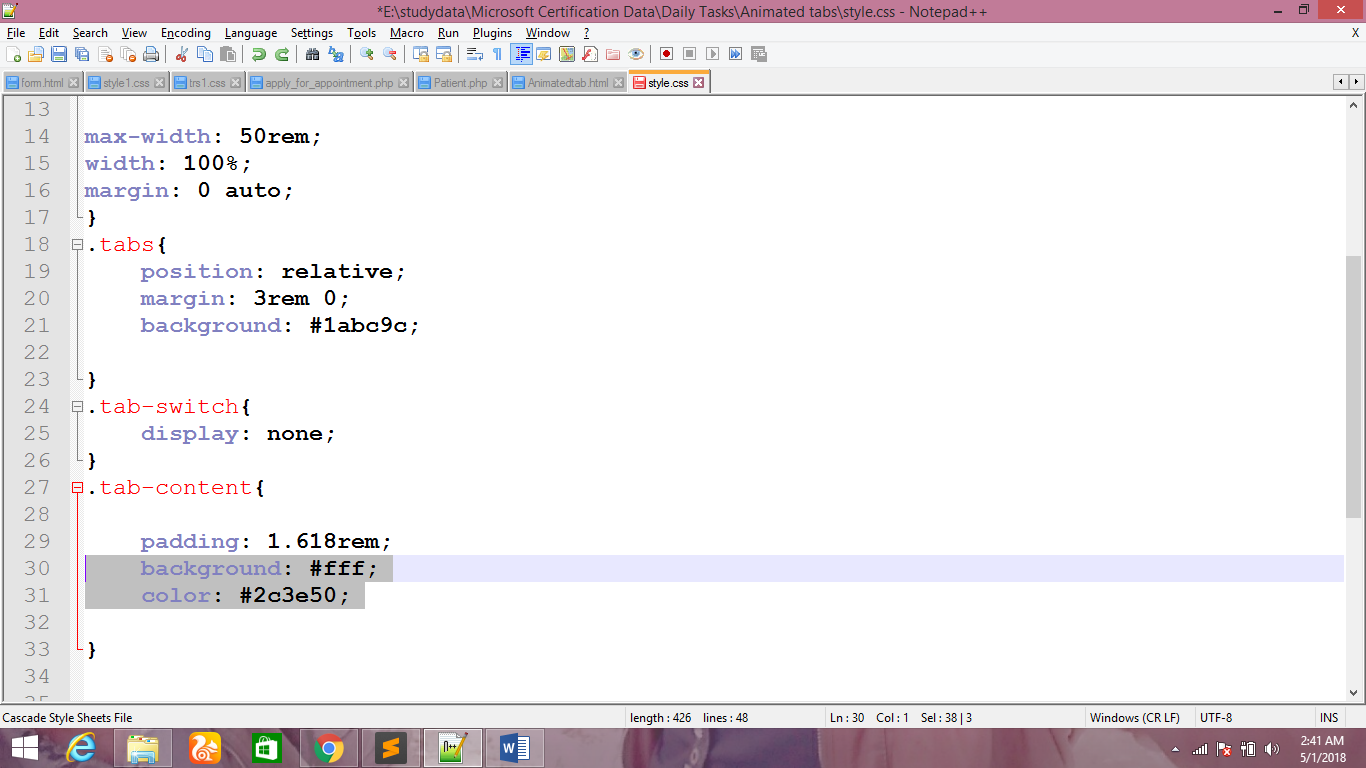 *E:\studydata\Microsoft Certification Data\Daily Tasks\Animated tabs\style.css - Notepad++
File Edit Search View Encoding Language Settings Tools Macro Run Plugins Window ? X
form.html style1.css trs1.css apply_for_appointment.php Patient.php Animatedtab.html style.css
13
14 max-width: 50rem;
15 width: 100%;
16 margin: 0 auto;
17 }
18 .tabs{
19 position: relative;
20 margin: 3rem 0;
21 background: #1abc9c;
22
23 }
24 .tab-switch{
25 display: none;
26 }
27 .tab-content{
28
29 padding: 1.618rem;
30 background: #fff;
31 color: #2c3e50;
32
33 }
34
35
Cascade Style Sheets File length : 426 lines : 48 Ln : 30 Col : 1 Sel : 38 | 3 Windows (CR LF) UTF-8 INS
2:41 AM
5/1/2018